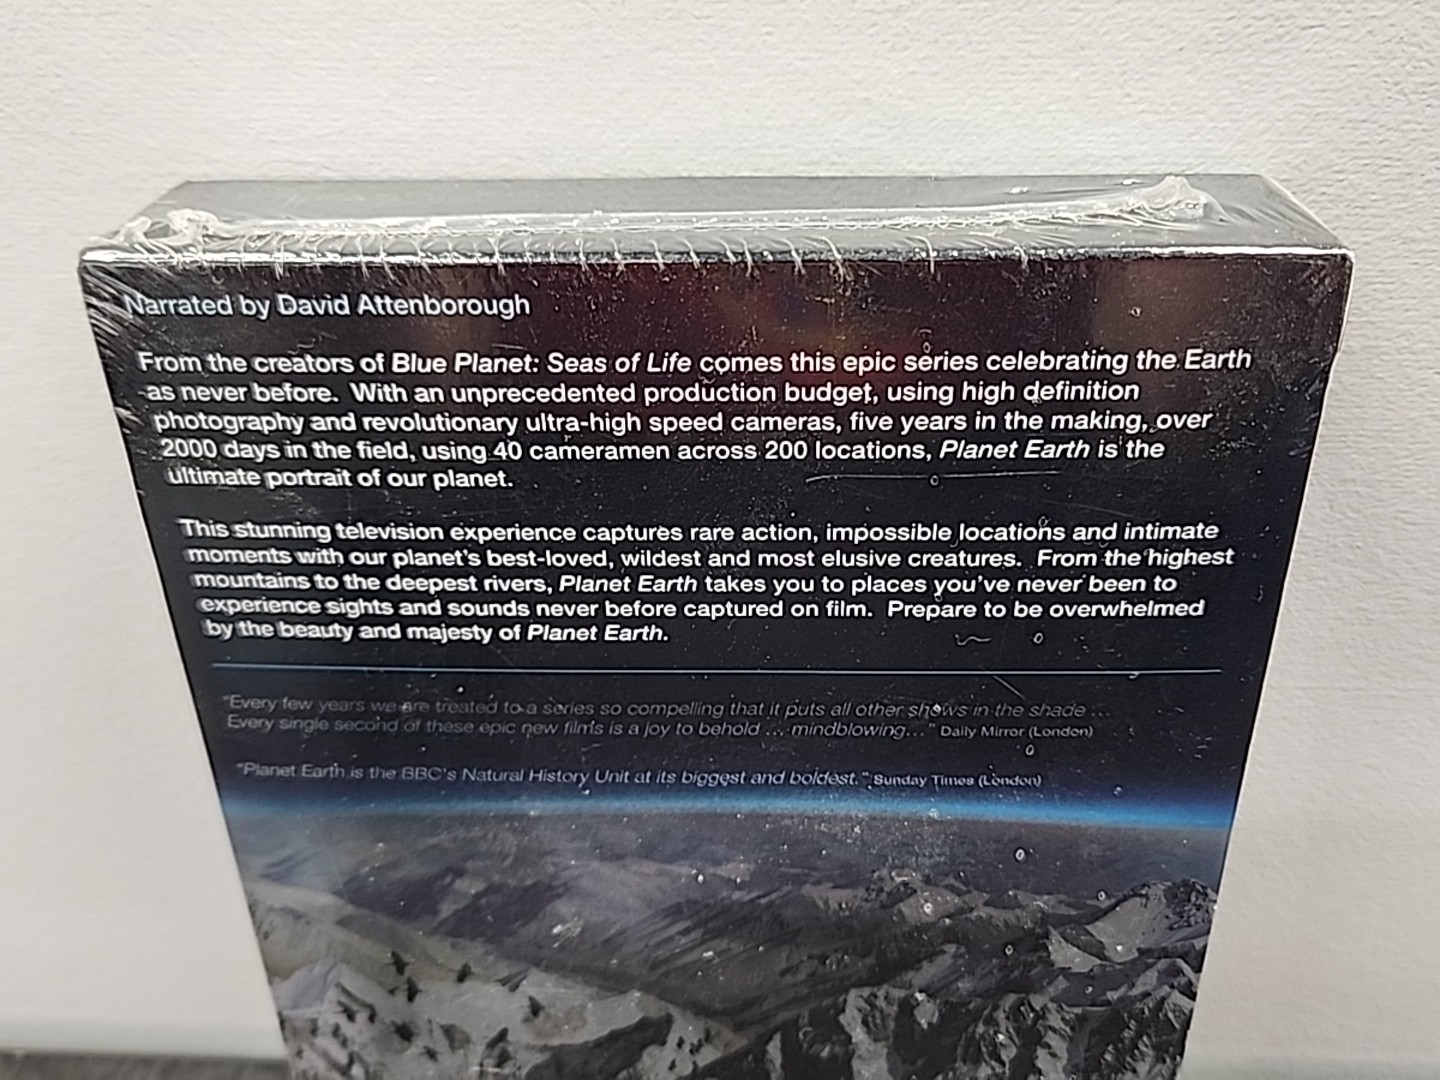 Narrated by David Attenborough
From the creators of Blue Planet: Seas of Life comes this epic series celebrating the Earth
as never before. With an unprecedented production budget, using high definition
photography and revolutionary ultra-high speed cameras, five years in the making, over
2000 days in the field, using 40 cameramen across 200 locations, Planet Earth is the
ultimate portrait of our planet.
This stunning television experience captures rare action, impossible locations and intimate
moments with our planet's best-loved, wildest and most elusive creatures. From the highest
mountains to the deepest rivers, Planet Earth takes you to places you've never been to
experience sights and sounds never before captured on film. Prepare to be overwhelmed
by the beauty and majesty of Planet Earth.
"Every few years we are treated to a series so compelling that it puts all other shows in the shade ...
Every single second of these epic new films is a joy to behold ... mindblowing..." Daily Mirror (London)
"Planet Earth is the BBC's Natural History Unit at its biggest and boldest." Sunday Times (London)